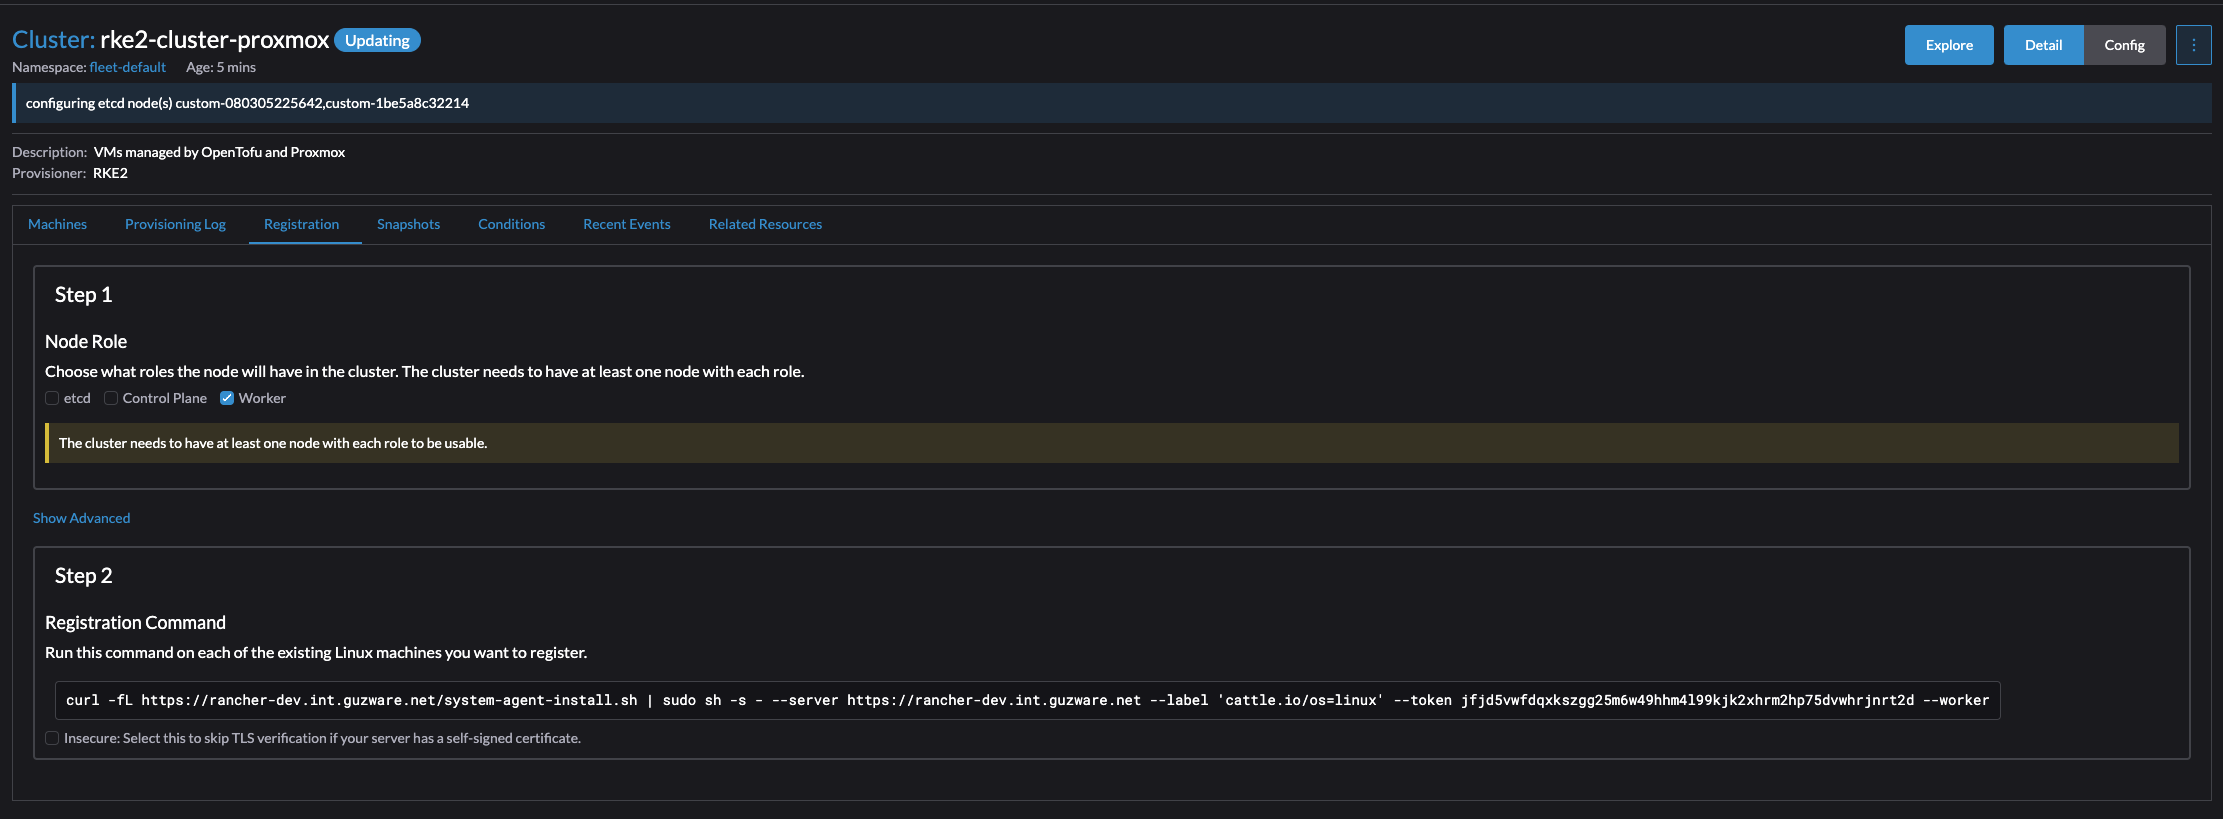 Cluster: rke2-cluster-proxmox Updating
Explore Detail Config
Namespace: fleet-default Age: 5 mins
configuring etcd node(s) custom-080305225642,custom-1be5a8c32214
Description: VMs managed by OpenTofu and Proxmox
Provisioner: RKE2
Machines Provisioning Log Registration Snapshots Conditions Recent Events Related Resources
Step 1
Node Role
Choose what roles the node will have in the cluster. The cluster needs to have at least one node with each role.
etcd Control Plane Worker
The cluster needs to have at least one node with each role to be usable.
Show Advanced
Step 2
Registration Command
Run this command on each of the existing Linux machines you want to register.
curl -fL https://rancher-dev.int.guzware.net/system-agent-install.sh | sudo sh -s - --server https://rancher-dev.int.guzware.net --label 'cattle.io/os=linux' --token jfjd5vwfdqxkszgg25m6w49hhm4l99kjk2xhrm2hp75dvwhrjnrt2d --worker
Insecure: Select this to skip TLS verification if your server has a self-signed certificate.